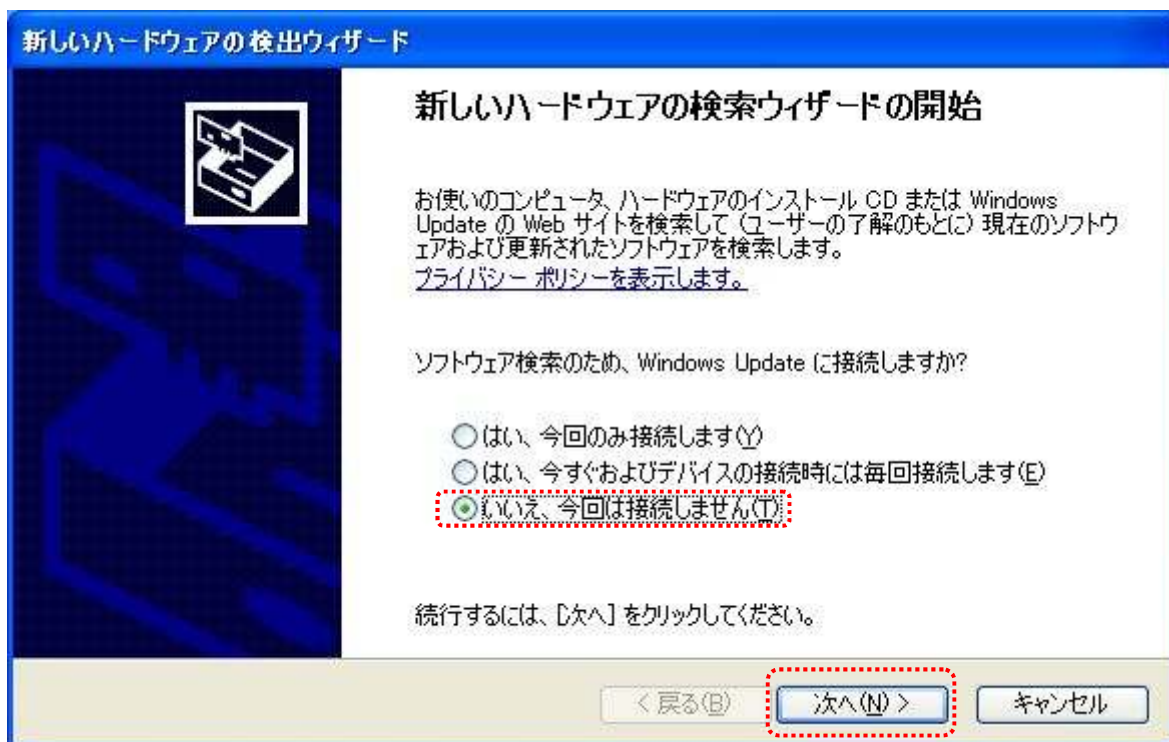 新しいハードウェアの検出ウィザード
新しいハードウェアの検索ウィザードの開始
お使いのコンピュータ、ハードウェアのインストール CD または Windows
Update の Web サイトを検索して (ユーザーの了解のもとに) 現在のソフトウ
ェアおよび更新されたソフトウェアを検索します。
プライバシー ポリシーを表示します。
ソフトウェア検索のため、Windows Update に接続しますか?
はい、今回のみ接続します(Y)
はい、今すぐおよびデバイスの接続時には毎回接続します(E)
いいえ、今回は接続しません(T)
続行するには、[次へ] をクリックしてください。
< 戻る(B) 次へ(N) > キャンセル